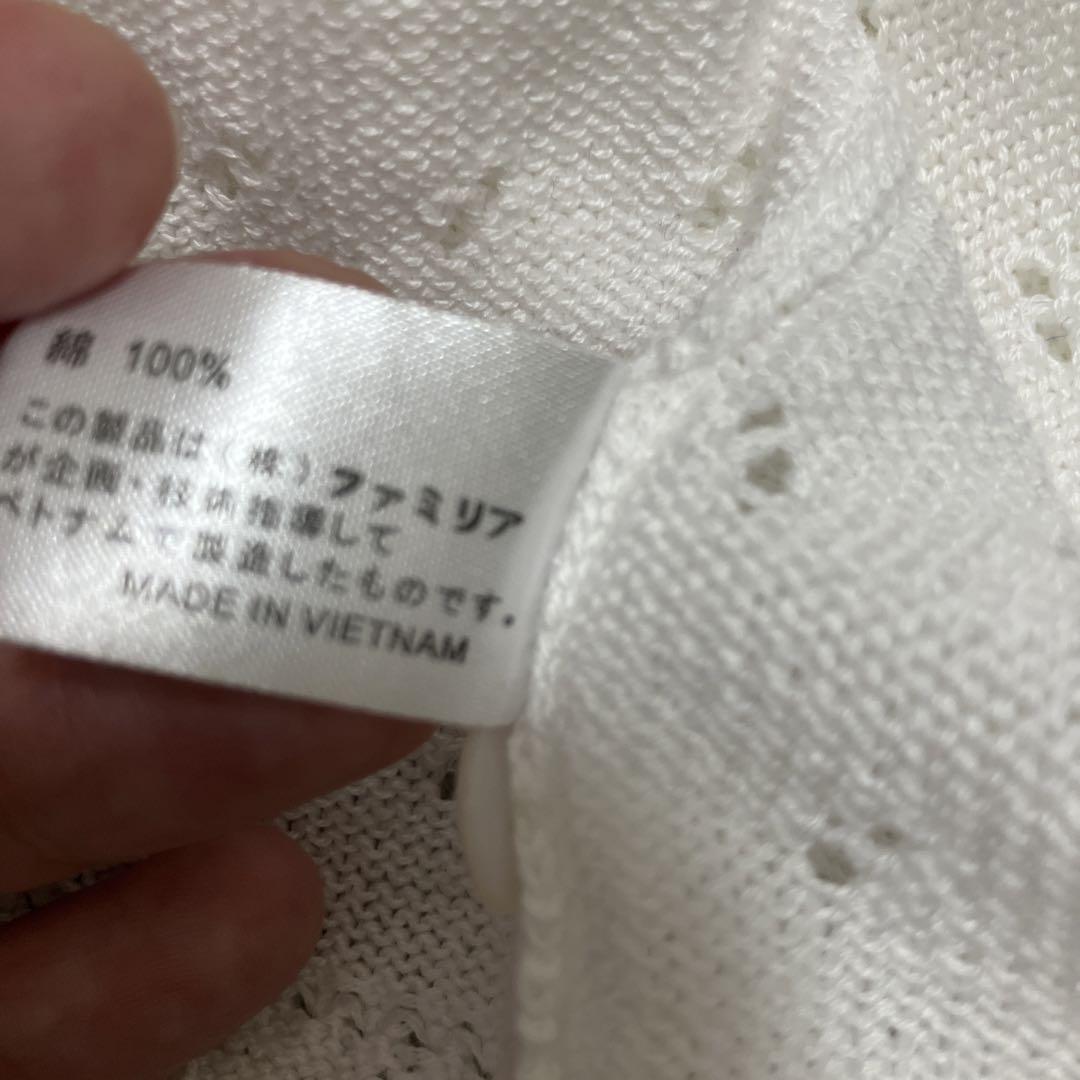 綿 100%
この製品は(株)ファミリア
が企画・技術指導して
ベトナムで製造したものです。
MADE IN VIETNAM